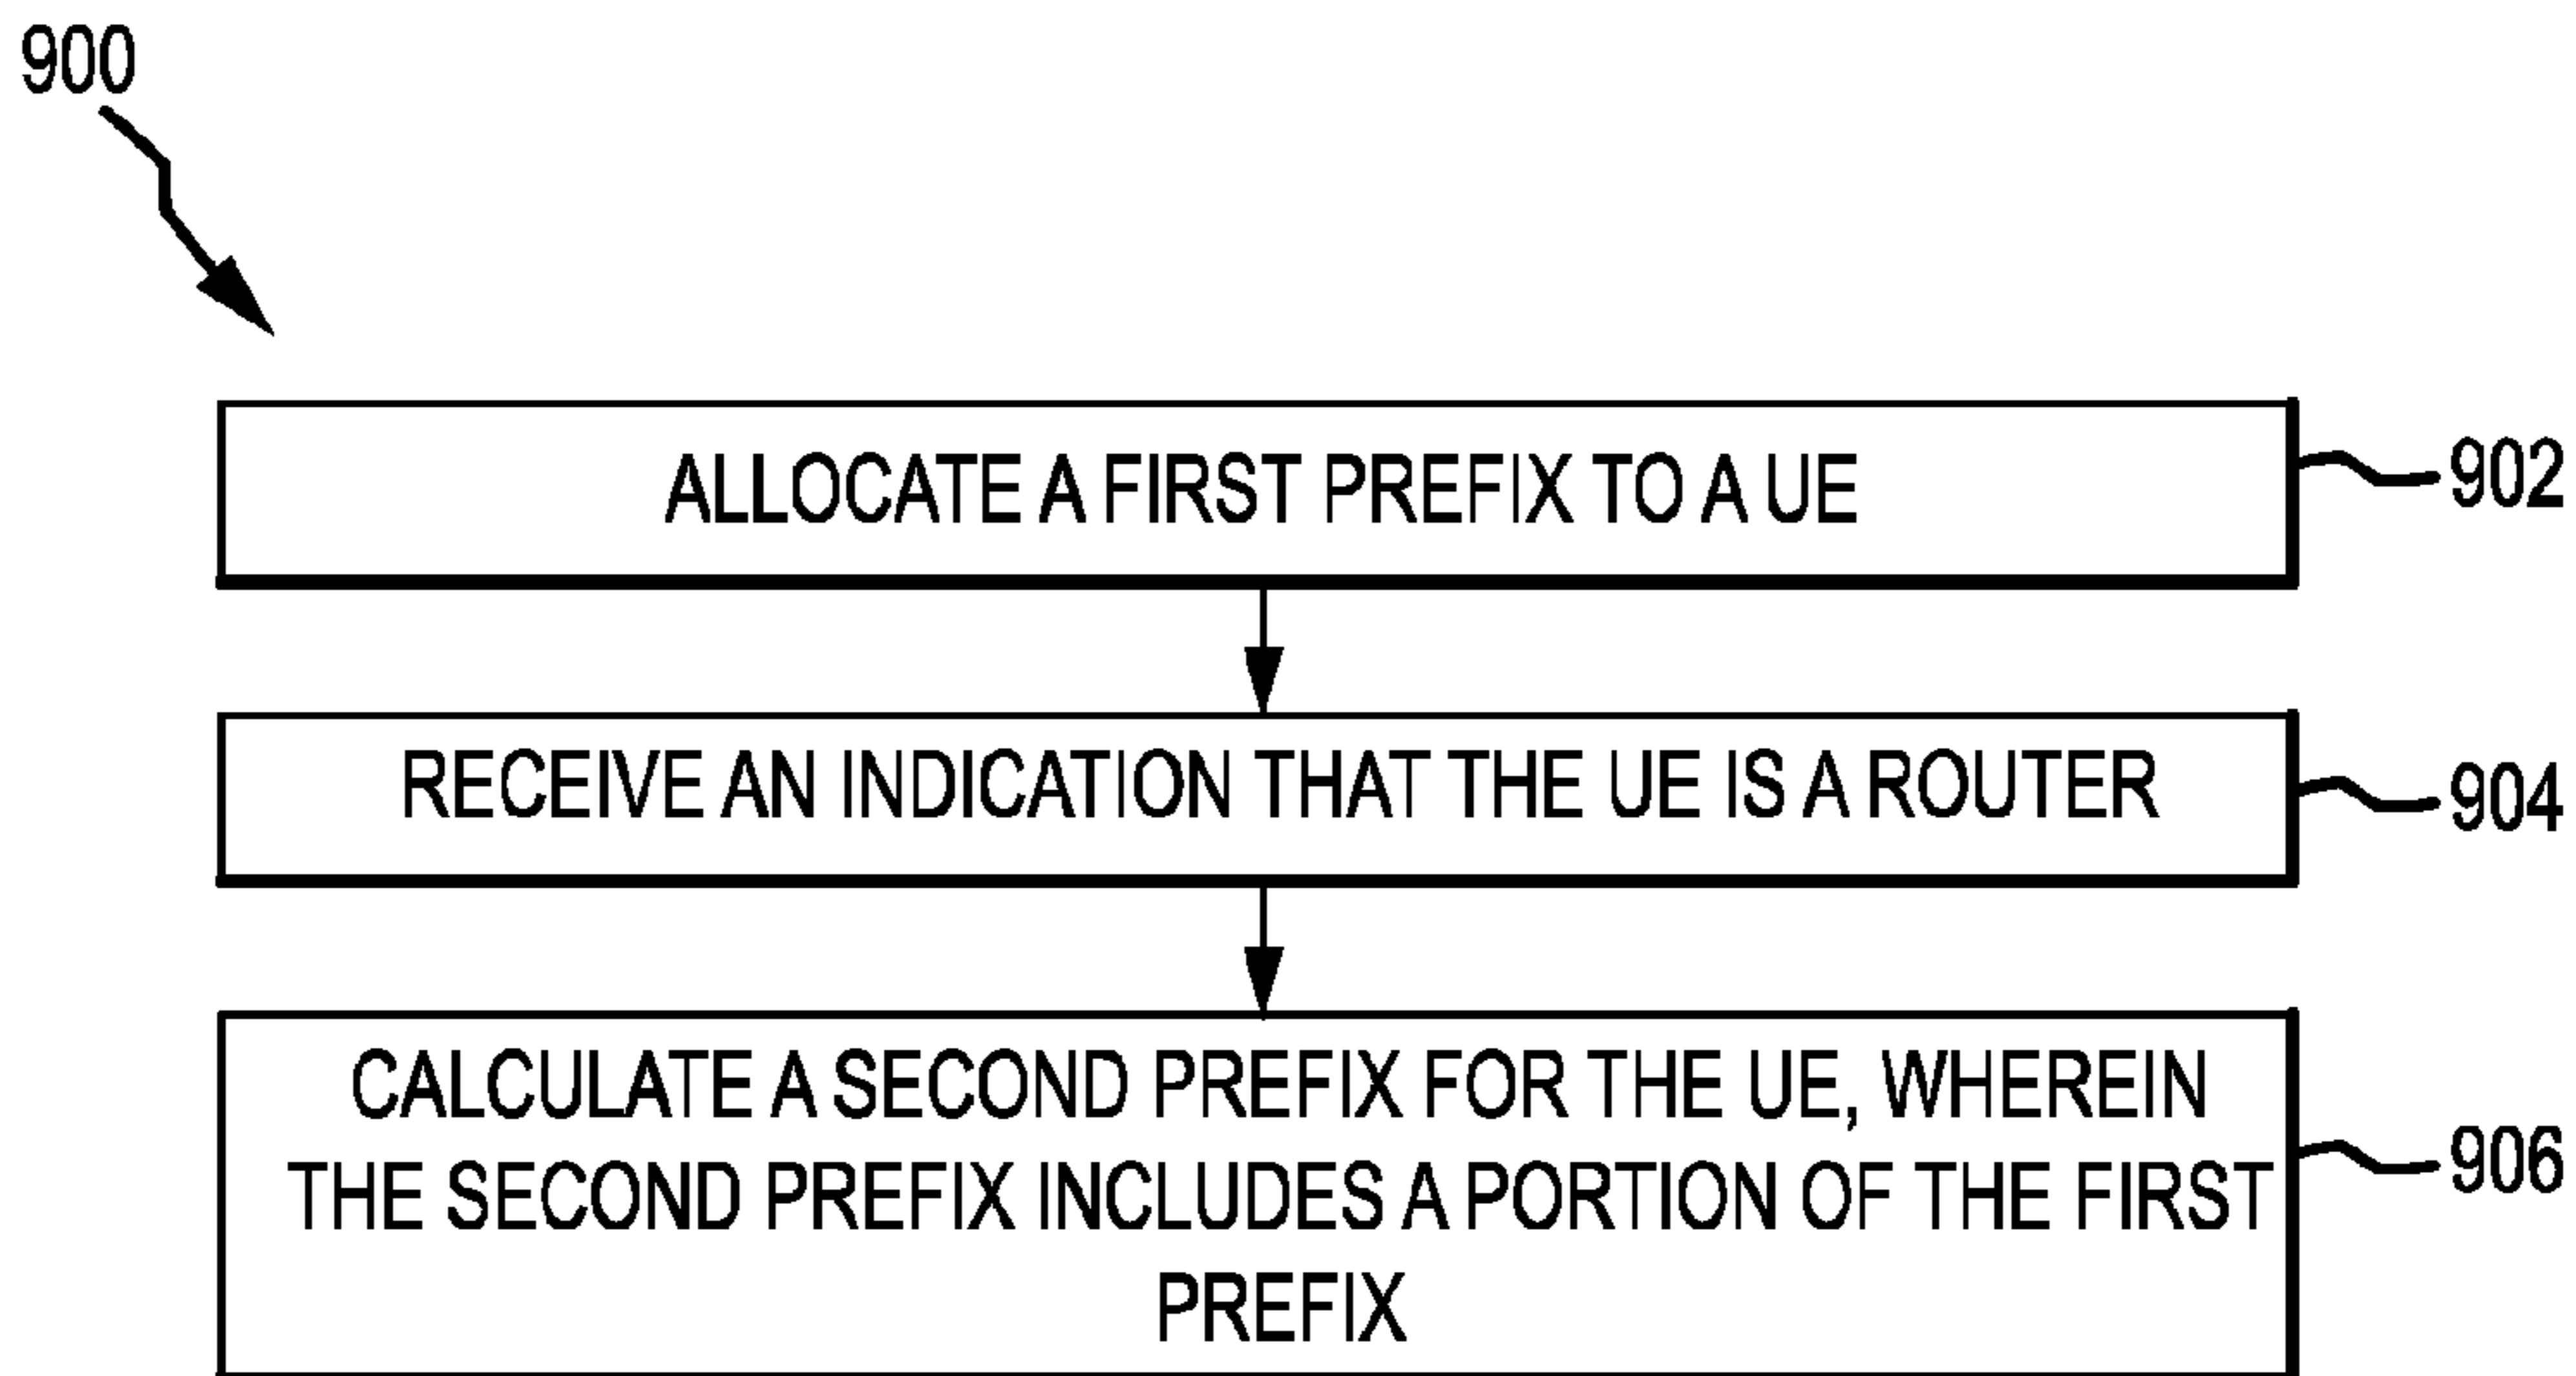 900
ALLOCATE A FIRST PREFIX TO A UE
902
RECEIVE AN INDICATION THAT THE UE IS A ROUTER
904
CALCULATE A SECOND PREFIX FOR THE UE, WHEREIN
THE SECOND PREFIX INCLUDES A PORTION OF THE FIRST
PREFIX
906